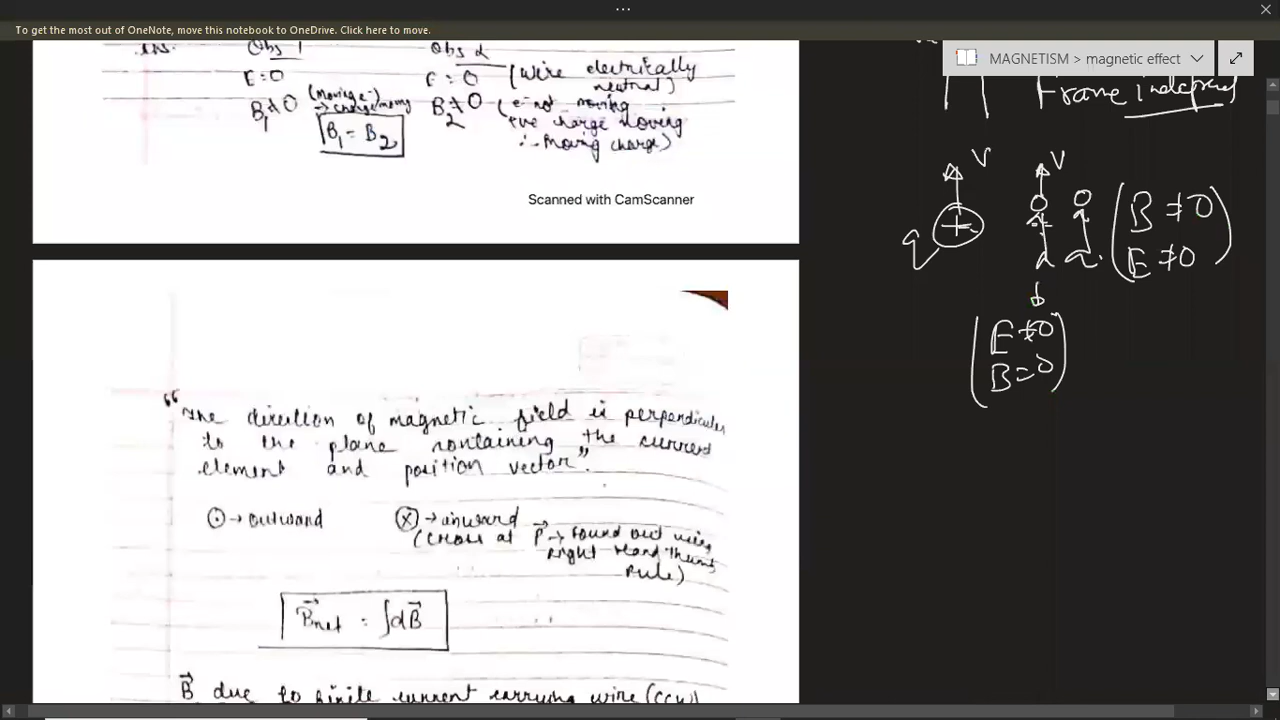 To get the most out of OneNote, move this notebook to OneDrive. Click here to move.
MAGNETISM > magnetic effect
Obs 1
Obs 2
E=0
E = 0 (wire electrically neutral)
B₁≠0 (moving e⁻)
B₂≠0 (e⁻ not moving
+ve charge moving
∴ moving charge)
B₁ = B₂
Scanned with CamScanner
Frame
V
V
q
(B ≠ 0
E ≠ 0)
(E ≠ 0
B = 0)
"The direction of magnetic field is perpendicular
to the plane containing the current
element and position vector".
⊙ → outward
⊗ → inward
(cross at P → found out using
right hand thumb
rule)
B⃗net = ∫dB⃗
B⃗ due to finite current carrying wire (CCW)